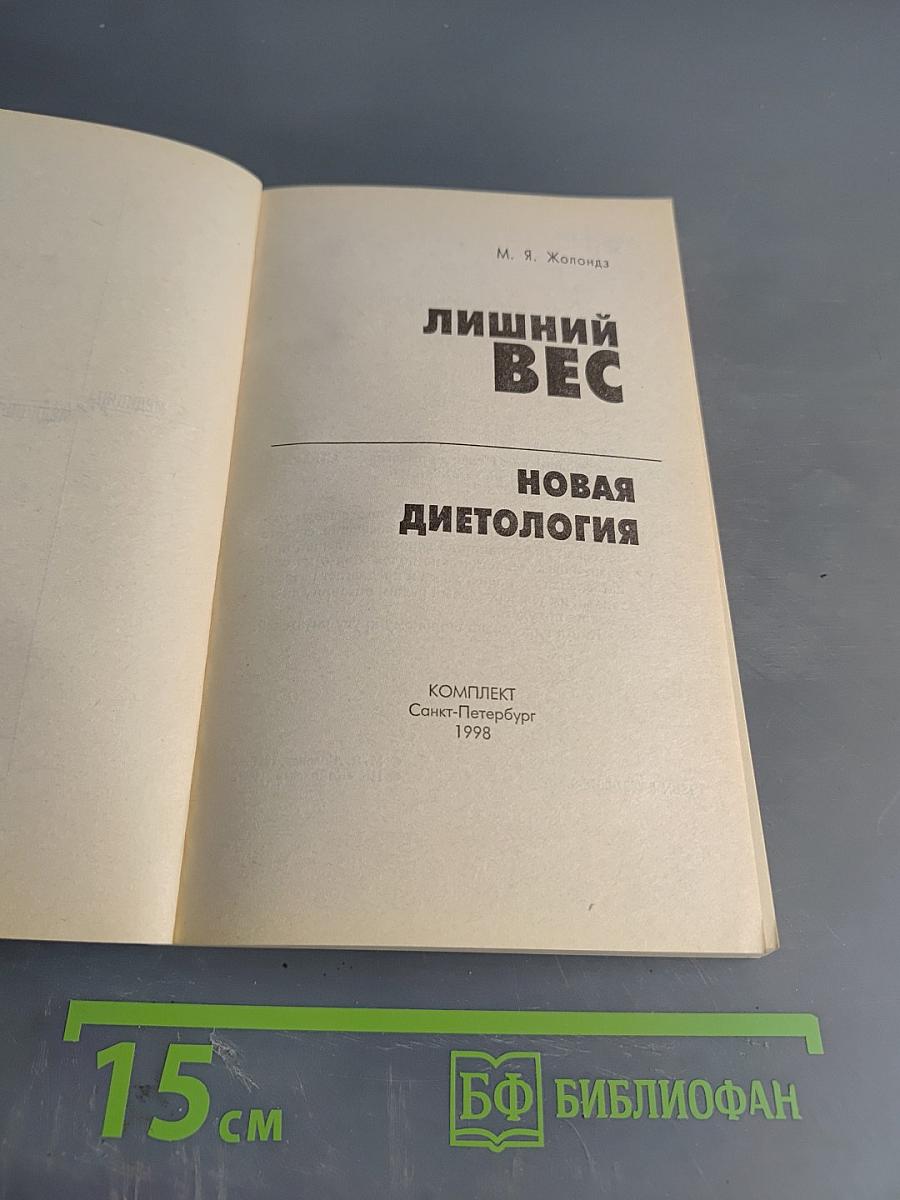 М. Я. Жолондз
ЛИШНИЙ
ВЕС
НОВАЯ
ДИЕТОЛОГИЯ
КОМПЛЕКТ
Санкт-Петербург
1998
15 см
БФ БИБЛИОФАН